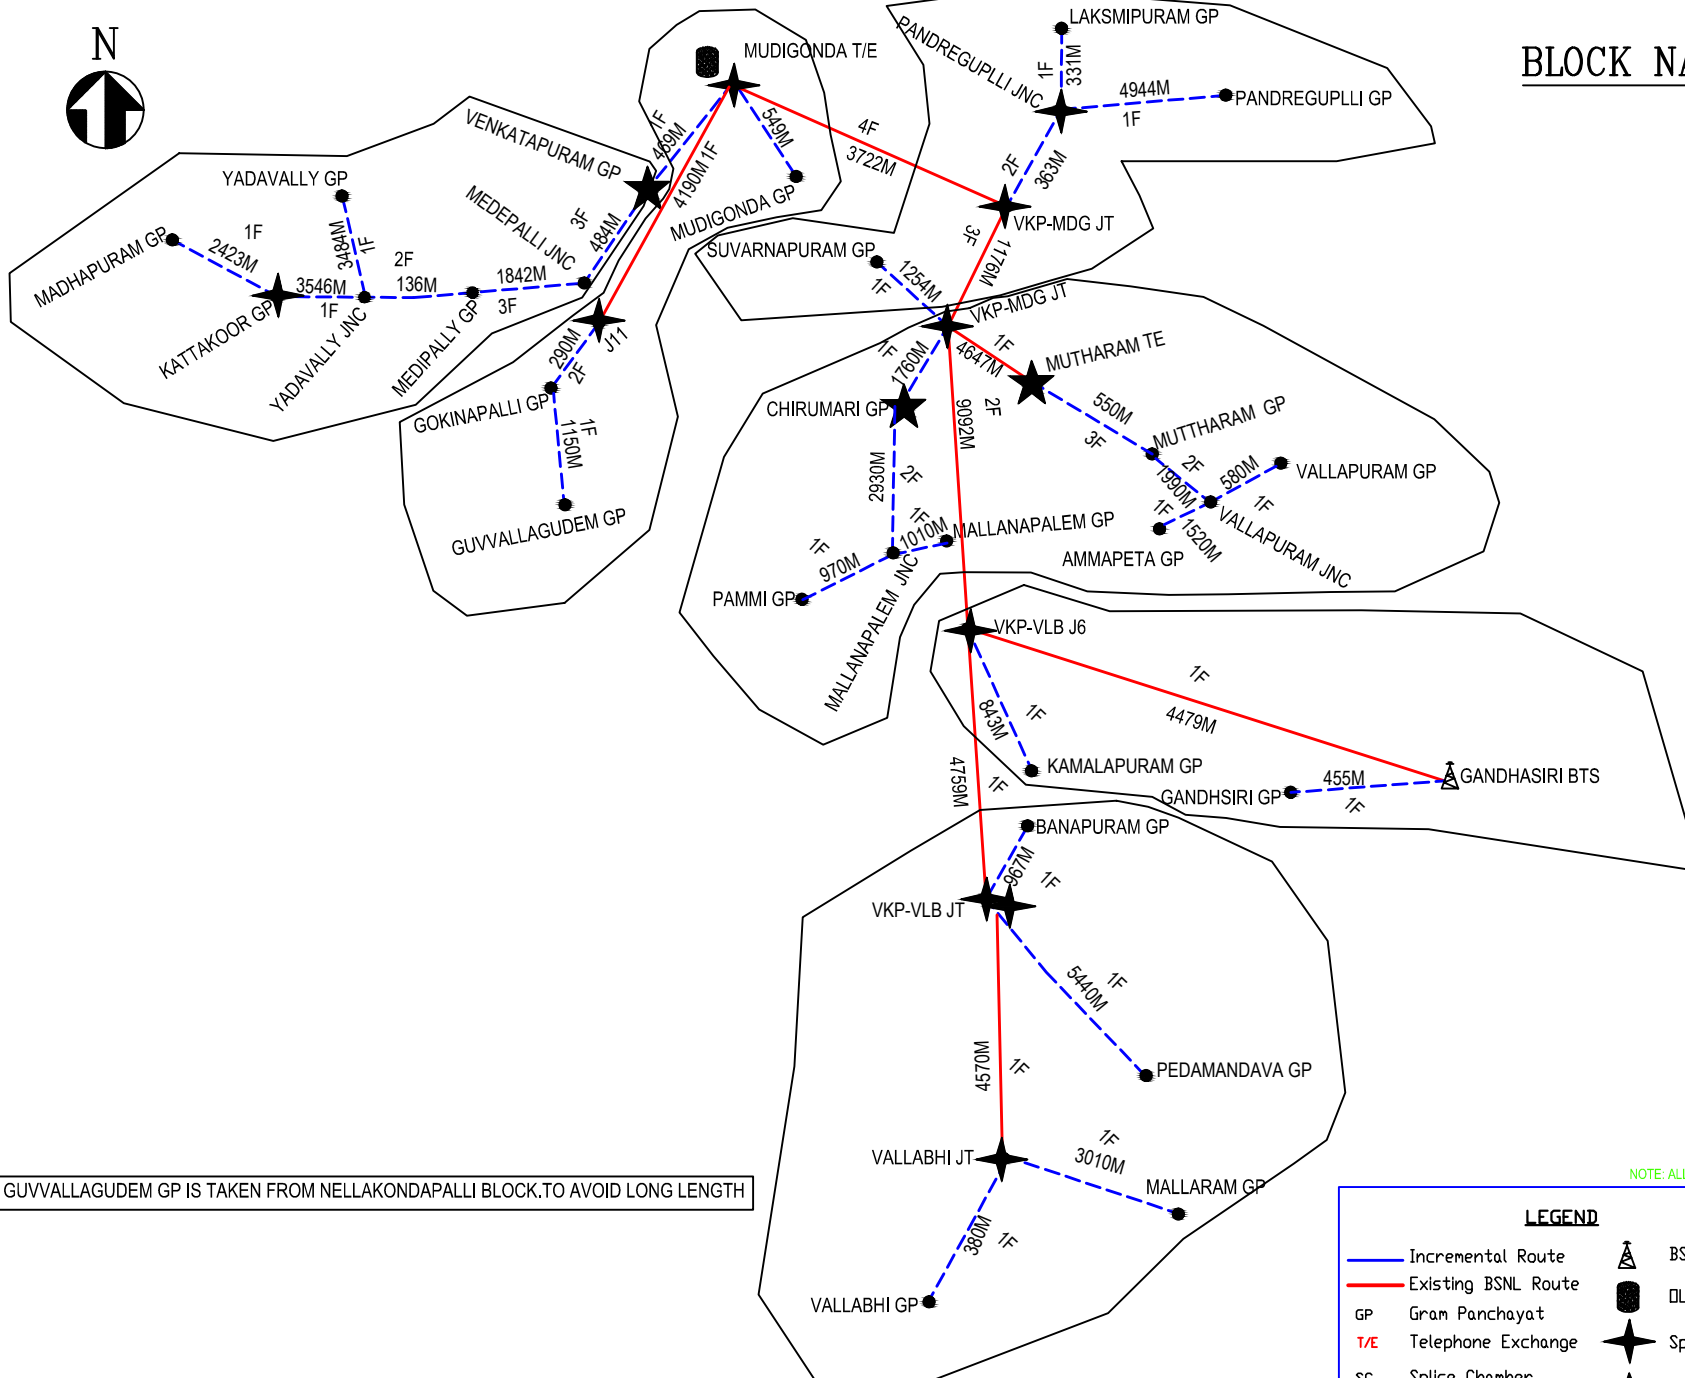 N
BLOCK NA
MUDIGONDA T/E
LAKSMIPURAM GP
PANDREGUPLLI JNC
1F
331M
4944M
1F
PANDREGUPLLI GP
2F
363M
4F
3722M
VKP-MDG JT
1F
469M
549M
4190M 1F
MUDIGONDA GP
VENKATAPURAM GP
YADAVALLY GP
MEDEPALLI JNC
3F
484M
MADHAPURAM GP
1F
2423M
3484M
1F
2F
136M
1842M
3F
3546M
1F
KATTAKOOR GP
YADAVALLY JNC
MEDIPALLY GP
J11
290M
2F
GOKINAPALLI GP
1F
1150M
GUVVALLAGUDEM GP
SUVARNAPURAM GP
1254M
1F
3F
1176M
VKP-MDG JT
1F
4647M
MUTHARAM TE
1F
1760M
CHIRUMARI GP
2F
9092M
550M
3F
MUTTHARAM GP
2F
1990M
580M
1F
VALLAPURAM GP
1F
1520M
AMMAPETA GP
VALLAPURAM JNC
2930M
2F
1F
1010M
MALLANAPALEM GP
1F
970M
PAMMI GP
MALLANAPALEM JNC
VKP-VLB J6
1F
4479M
843M
1F
KAMALAPURAM GP
GANDHASIRI BTS
455M
1F
GANDHSIRI GP
4759M
1F
BANAPURAM GP
967M
1F
VKP-VLB JT
5440M
1F
PEDAMANDAVA GP
4570M
1F
VALLABHI JT
1F
3010M
MALLARAM GP
380M
1F
VALLABHI GP
GUVVALLAGUDEM GP IS TAKEN FROM NELLAKONDAPALLI BLOCK.TO AVOID LONG LENGTH
NOTE: ALL
LEGEND
Incremental Route
BS
Existing BSNL Route
OL
GP Gram Panchayat
T/E Telephone Exchange
Sp
SC Splice Chamber